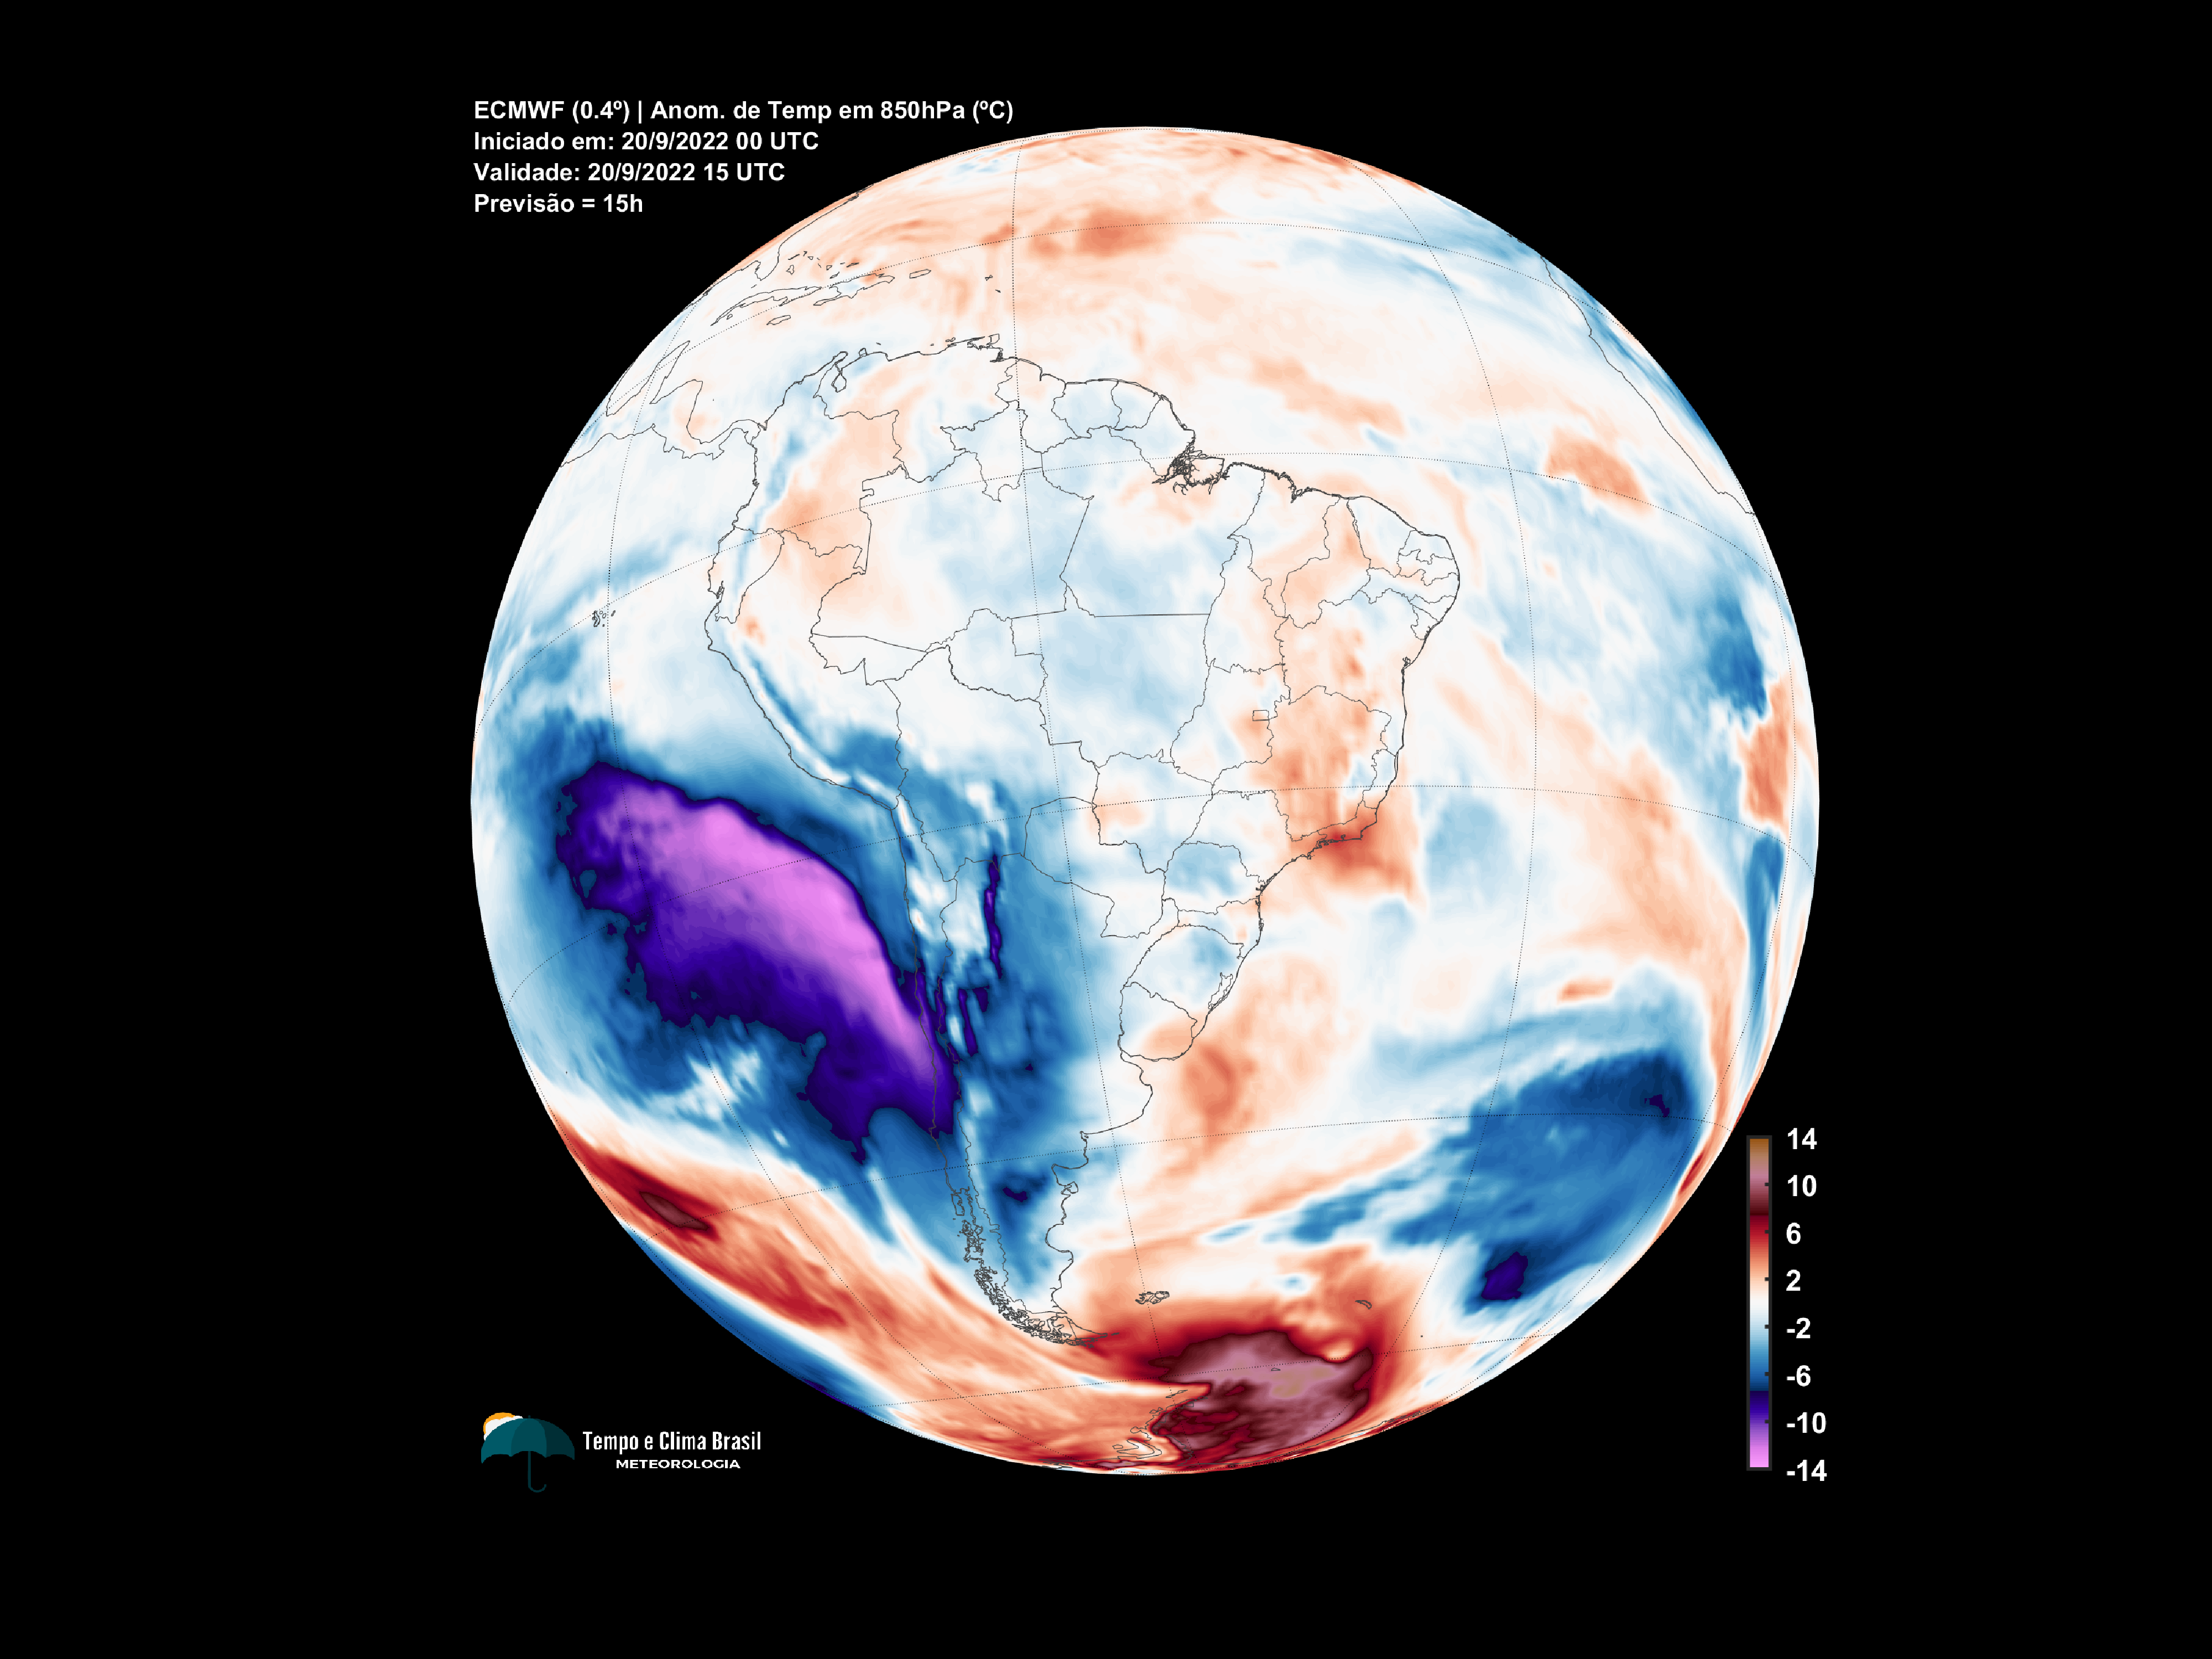 ECMWF (0.4º) | Anom. de Temp em 850hPa (ºC)
Iniciado em: 20/9/2022 00 UTC
Validade: 20/9/2022 15 UTC
Previsão = 15h
14
10
6
2
-2
-6
-10
-14
Tempo e Clima Brasil
METEOROLOGIA